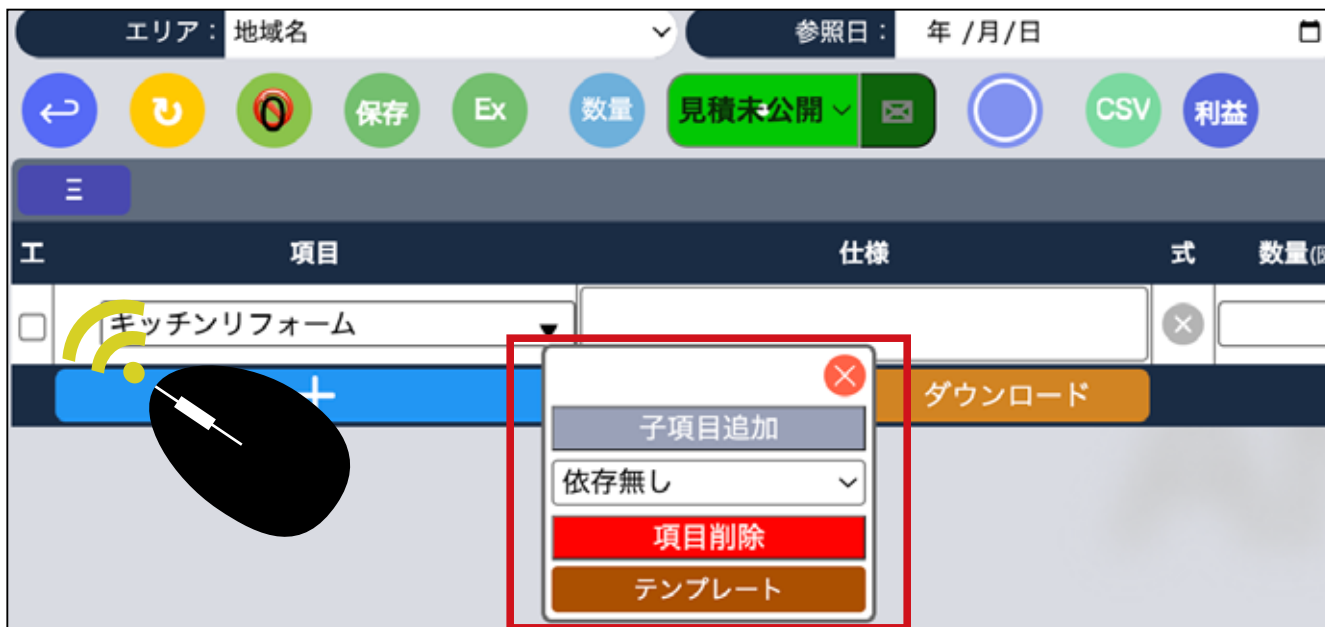 エリア： 地域名 参照日： 年 /月/日
0 保存 Ex 数量 見積未公開 CSV 利益
三
工 項目 仕様 式 数量
キッチンリフォーム
+ ダウンロード
子項目追加
依存無し
項目削除
テンプレート